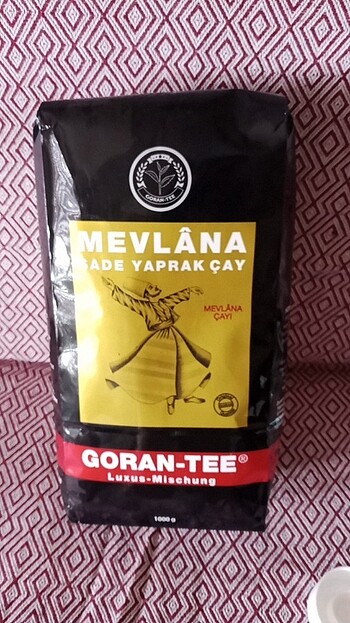 GORAN-TEE
MEVLÂNA
SADE YAPRAK ÇAY
MEVLÂNA
ÇAYI
GORAN-TEE®
Luxus-Mischung
1000 g